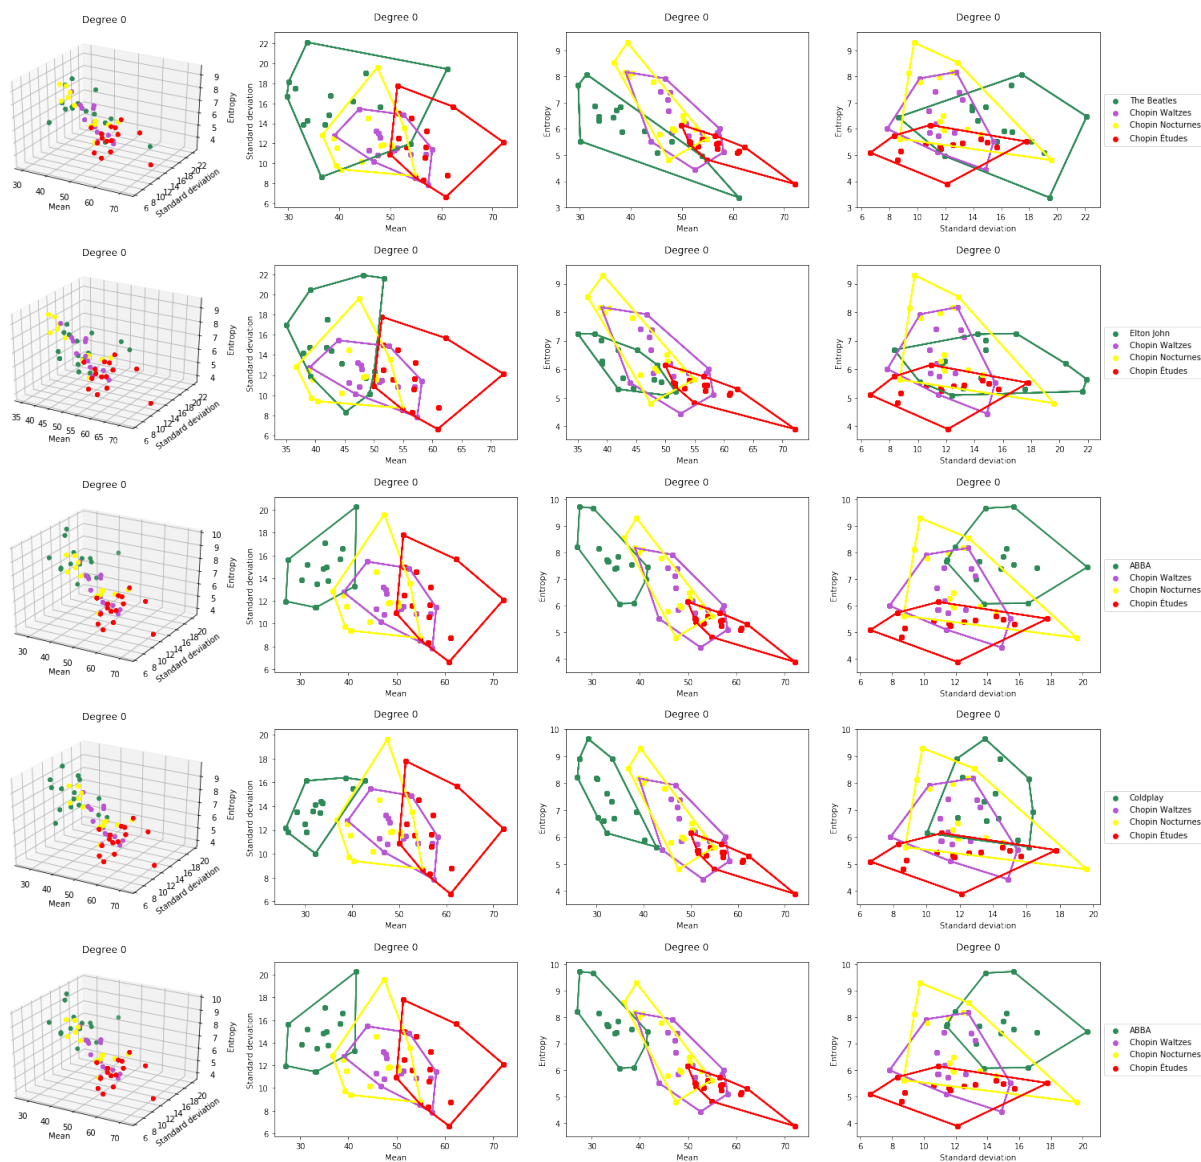 Degree 0
Degree 0
Degree 0
Degree 0
Mean
Standard deviation
Entropy
Mean
Standard deviation
Mean
Entropy
Standard deviation
Entropy
The Beatles
Chopin Waltzes
Chopin Nocturnes
Chopin Études
Degree 0
Degree 0
Degree 0
Degree 0
Mean
Standard deviation
Entropy
Mean
Standard deviation
Mean
Entropy
Standard deviation
Entropy
Elton John
Chopin Waltzes
Chopin Nocturnes
Chopin Études
Degree 0
Degree 0
Degree 0
Degree 0
Mean
Standard deviation
Entropy
Mean
Standard deviation
Mean
Entropy
Standard deviation
Entropy
ABBA
Chopin Waltzes
Chopin Nocturnes
Chopin Études
Degree 0
Degree 0
Degree 0
Degree 0
Mean
Standard deviation
Entropy
Mean
Standard deviation
Mean
Entropy
Standard deviation
Entropy
Coldplay
Chopin Waltzes
Chopin Nocturnes
Chopin Études
Degree 0
Degree 0
Degree 0
Degree 0
Mean
Standard deviation
Entropy
Mean
Standard deviation
Mean
Entropy
Standard deviation
Entropy
ABBA
Chopin Waltzes
Chopin Nocturnes
Chopin Études